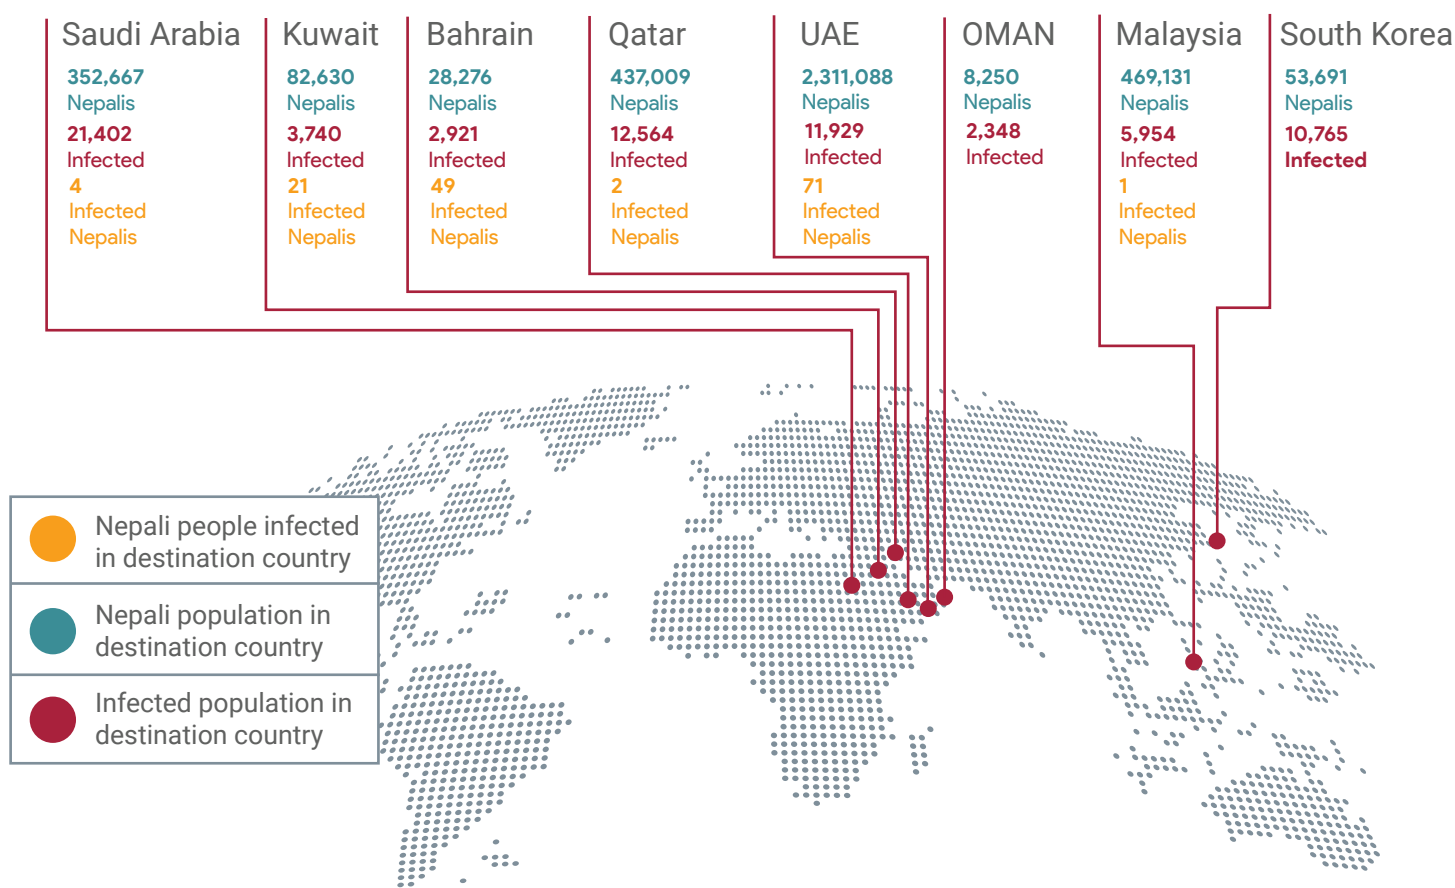 Saudi Arabia
352,667
Nepalis
21,402
Infected
4
Infected
Nepalis
Kuwait
82,630
Nepalis
3,740
Infected
21
Infected
Nepalis
Bahrain
28,276
Nepalis
2,921
Infected
49
Infected
Nepalis
Qatar
437,009
Nepalis
12,564
Infected
2
Infected
Nepalis
UAE
2,311,088
Nepalis
11,929
Infected
71
Infected
Nepalis
OMAN
8,250
Nepalis
2,348
Infected
Malaysia
469,131
Nepalis
5,954
Infected
1
Infected
Nepalis
South Korea
53,691
Nepalis
10,765
Infected
Nepali people infected
in destination country
Nepali population in
destination country
Infected population in
destination country